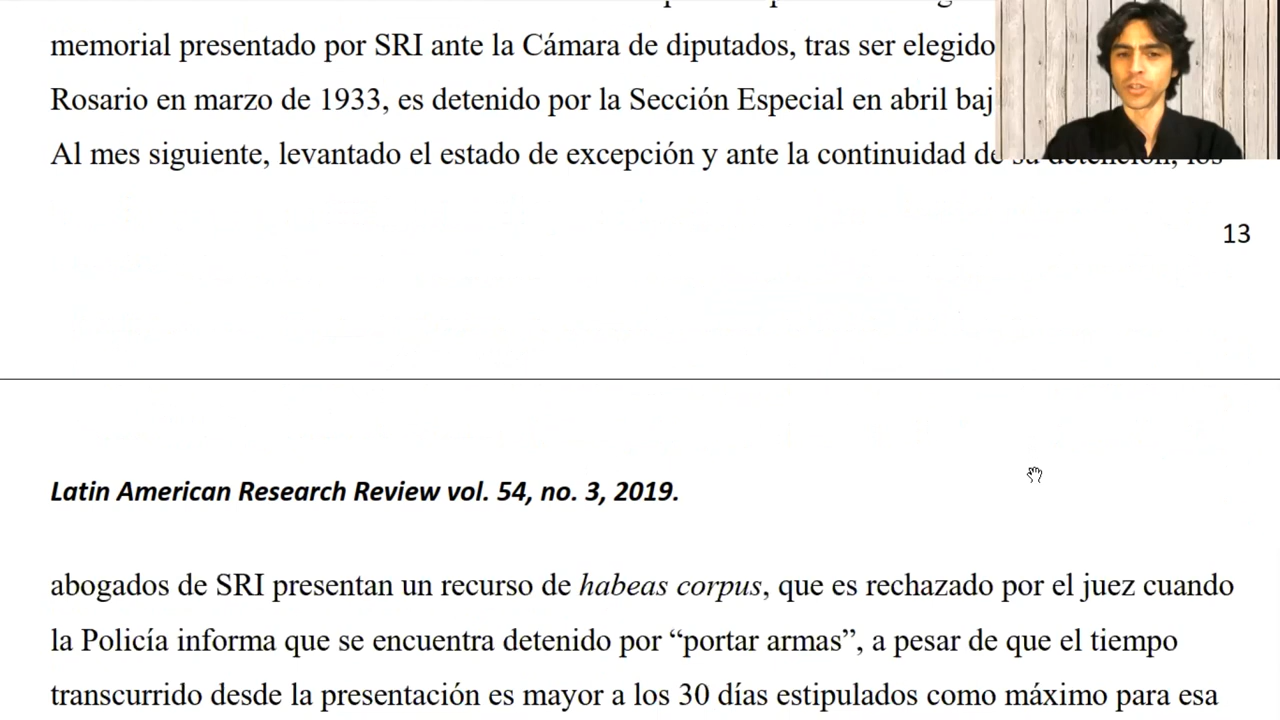 memorial presentado por SRI ante la Cámara de diputados, tras ser elegido
Rosario en marzo de 1933, es detenido por la Sección Especial en abril baj
Al mes siguiente, levantado el estado de excepción y ante la continuidad de su detención, los
13
Latin American Research Review vol. 54, no. 3, 2019.
abogados de SRI presentan un recurso de habeas corpus, que es rechazado por el juez cuando
la Policía informa que se encuentra detenido por “portar armas”, a pesar de que el tiempo
transcurrido desde la presentación es mayor a los 30 días estipulados como máximo para esa